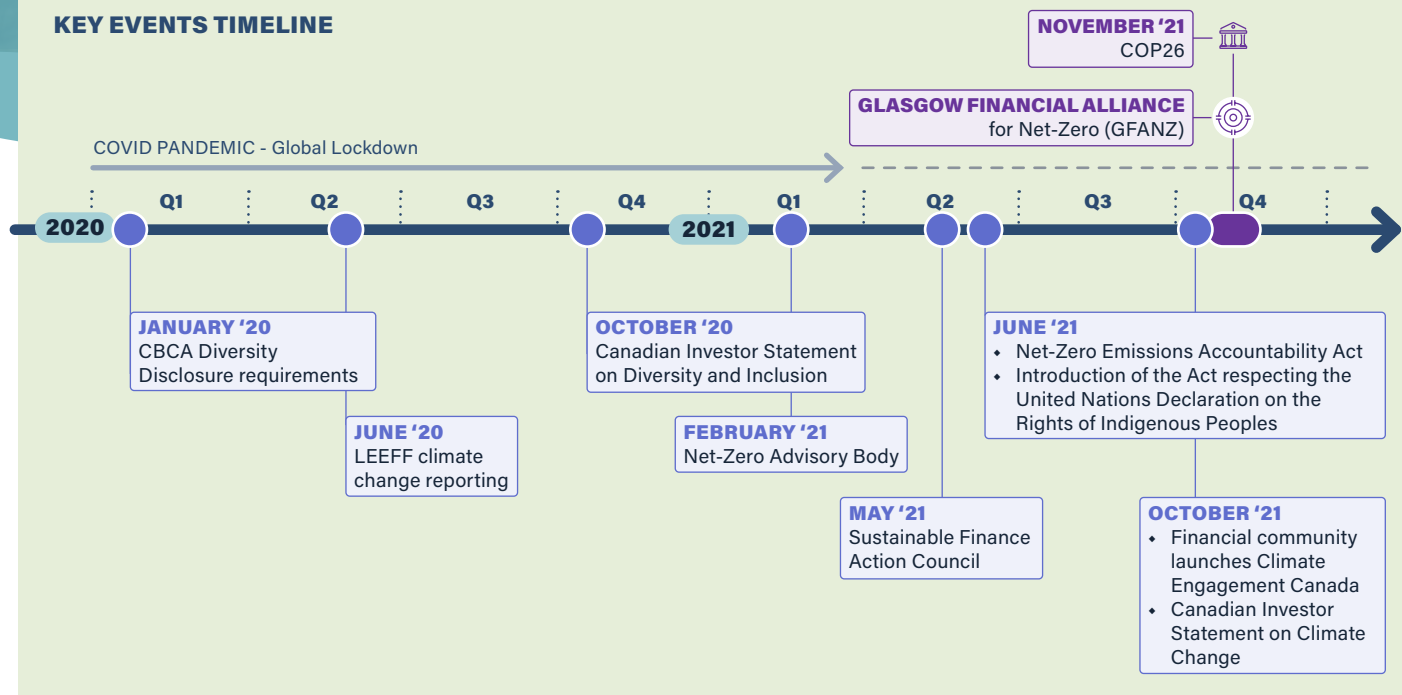 KEY EVENTS TIMELINE
NOVEMBER ‘21
COP26
GLASGOW FINANCIAL ALLIANCE
for Net-Zero (GFANZ)
COVID PANDEMIC - Global Lockdown
Q1 Q2 Q3 Q4 Q1 Q2 Q3 Q4
2020 2021
JANUARY ‘20
CBCA Diversity
Disclosure requirements
JUNE ‘20
LEEFF climate
change reporting
OCTOBER ‘20
Canadian Investor Statement
on Diversity and Inclusion
FEBRUARY ‘21
Net-Zero Advisory Body
MAY ‘21
Sustainable Finance
Action Council
JUNE ‘21
• Net-Zero Emissions Accountability Act
• Introduction of the Act respecting the
United Nations Declaration on the
Rights of Indigenous Peoples
OCTOBER ‘21
• Financial community
launches Climate
Engagement Canada
• Canadian Investor
Statement on Climate
Change